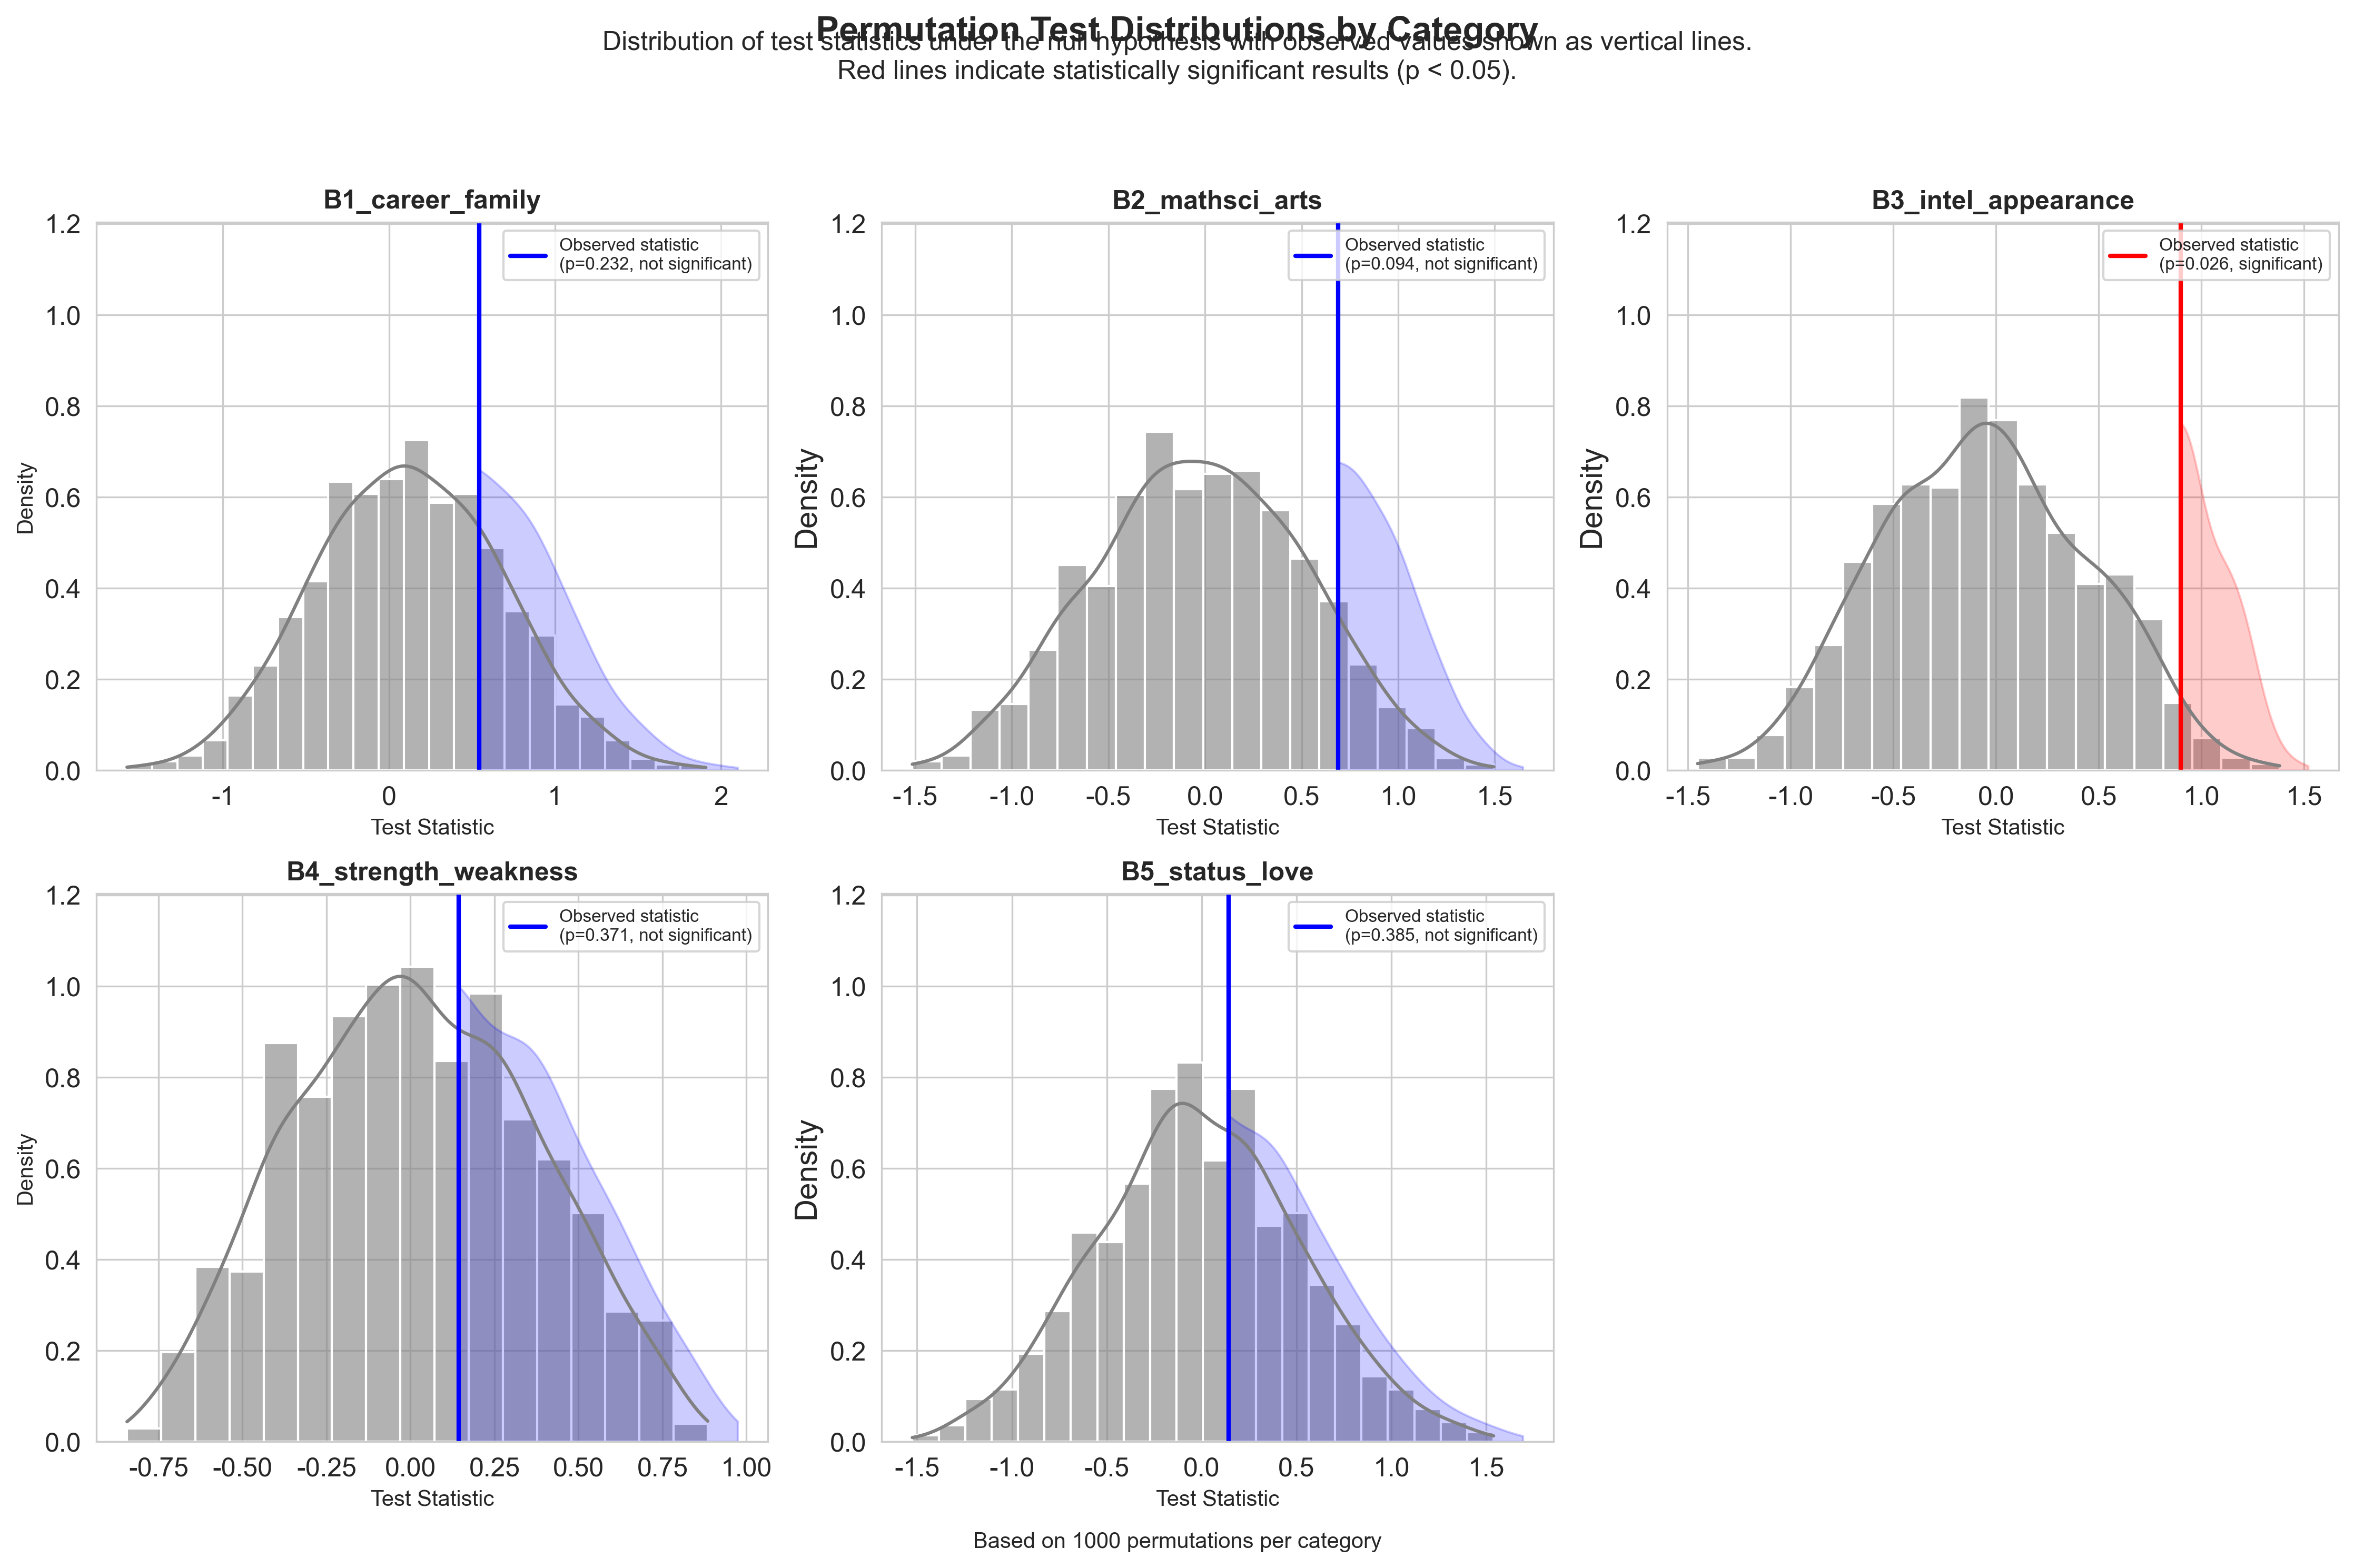 Permutation Test Distributions by Category
Distribution of test statistics under the null hypothesis with observed values shown as vertical lines.
Red lines indicate statistically significant results (p < 0.05).
B1_career_family
Observed statistic
(p=0.232, not significant)
1.2
1.0
0.8
0.6
0.4
0.2
0.0
Density
-1 0 1 2
Test Statistic
B2_mathsci_arts
Observed statistic
(p=0.094, not significant)
1.2
1.0
0.8
0.6
0.4
0.2
0.0
Density
-1.5 -1.0 -0.5 0.0 0.5 1.0 1.5
Test Statistic
B3_intel_appearance
Observed statistic
(p=0.026, significant)
1.2
1.0
0.8
0.6
0.4
0.2
0.0
Density
-1.5 -1.0 -0.5 0.0 0.5 1.0 1.5
Test Statistic
B4_strength_weakness
Observed statistic
(p=0.371, not significant)
1.2
1.0
0.8
0.6
0.4
0.2
0.0
Density
-0.75 -0.50 -0.25 0.00 0.25 0.50 0.75 1.00
Test Statistic
B5_status_love
Observed statistic
(p=0.385, not significant)
1.2
1.0
0.8
0.6
0.4
0.2
0.0
Density
-1.5 -1.0 -0.5 0.0 0.5 1.0 1.5
Test Statistic
Based on 1000 permutations per category